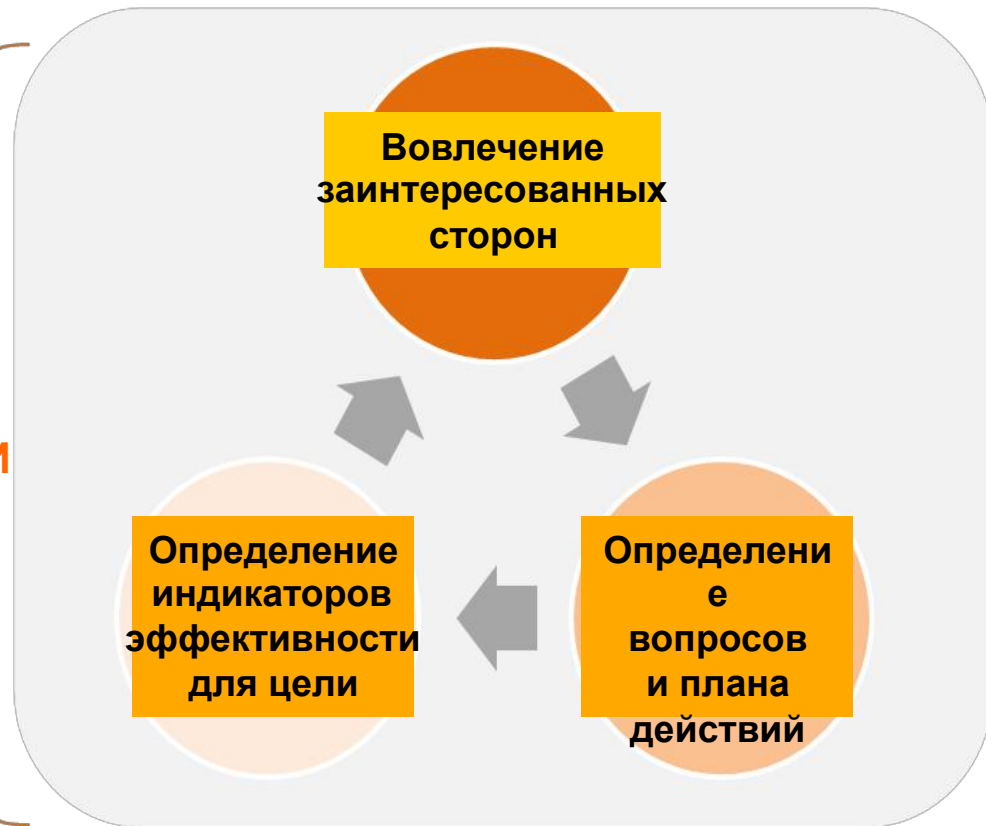 Вовлечение
заинтересованных
сторон
Определение
индикаторов
эффективности
для цели
Определени
е
вопросов
и плана
действий